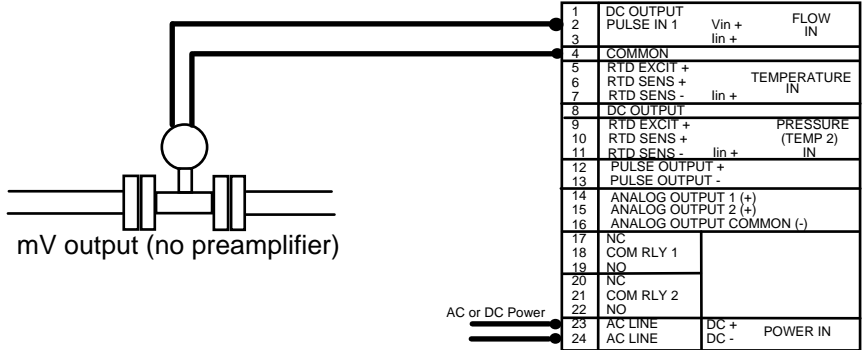 1 DC OUTPUT FLOW
2 PULSE IN 1 Vin + IN
3 Iin +
4 COMMON
5 RTD EXCIT +
6 RTD SENS + TEMPERATURE
7 RTD SENS - Iin + IN
8 DC OUTPUT
9 RTD EXCIT + PRESSURE
10 RTD SENS + (TEMP 2)
11 RTD SENS - Iin + IN
12 PULSE OUTPUT +
13 PULSE OUTPUT -
14 ANALOG OUTPUT 1 (+)
15 ANALOG OUTPUT 2 (+)
16 ANALOG OUTPUT COMMON (-)
17 NC
18 COM RLY 1
19 NO
20 NC
21 COM RLY 2
22 NO
23 AC LINE DC + POWER IN
24 AC LINE DC -
mV output (no preamplifier)
AC or DC Power